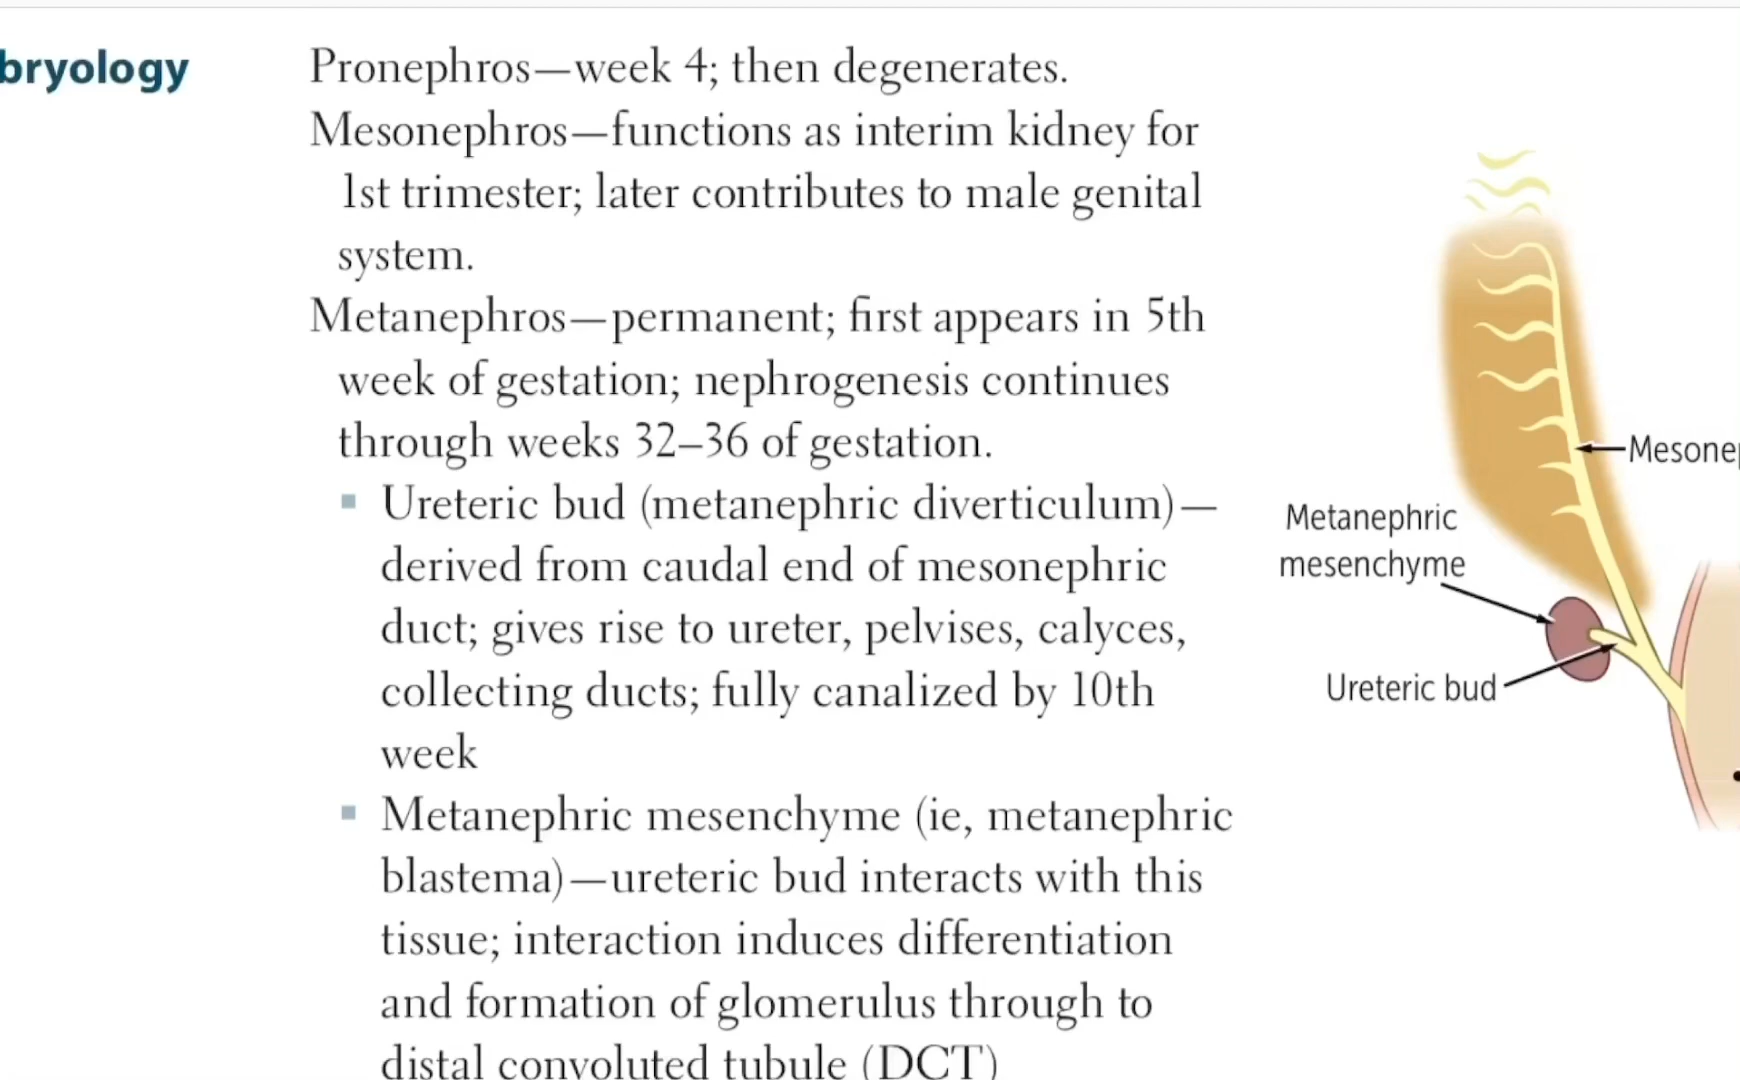 bryology
Pronephros—week 4; then degenerates.
Mesonephros—functions as interim kidney for
1st trimester; later contributes to male genital
system.
Metanephros—permanent; first appears in 5th
week of gestation; nephrogenesis continues
through weeks 32–36 of gestation.
▪ Ureteric bud (metanephric diverticulum)—
derived from caudal end of mesonephric
duct; gives rise to ureter, pelvises, calyces,
collecting ducts; fully canalized by 10th
week
▪ Metanephric mesenchyme (ie, metanephric
blastema)—ureteric bud interacts with this
tissue; interaction induces differentiation
and formation of glomerulus through to
distal convoluted tubule (DCT)
Mesone
Metanephric
mesenchyme
Ureteric bud